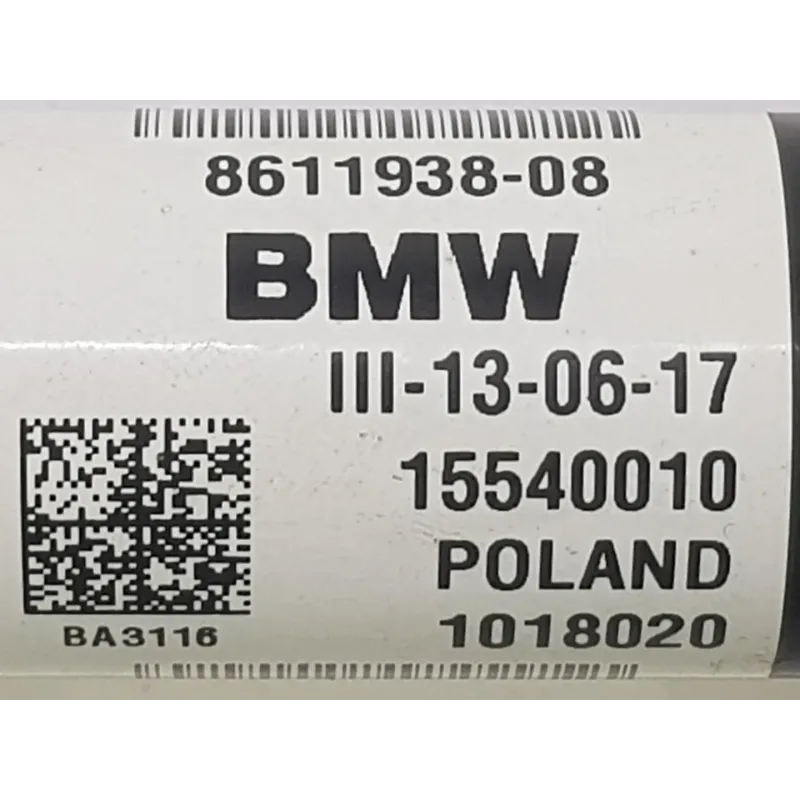 8611938-08
BMW
III-13-06-17
15540010
POLAND
BA3116
1018020